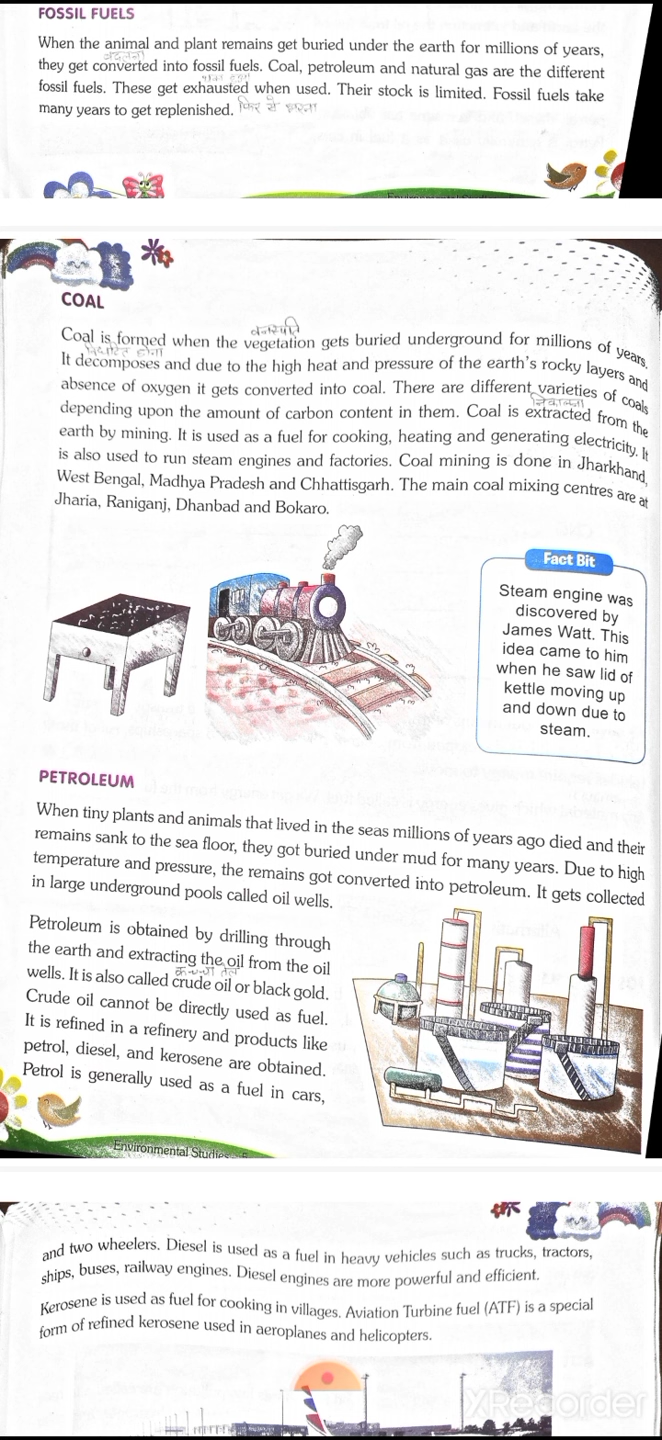 FOSSIL FUELS
When the animal and plant remains get buried under the earth for millions of years,
बदलना
they get converted into fossil fuels. Coal, petroleum and natural gas are the different
fossil fuels. These get exhausted when used. Their stock is limited. Fossil fuels take
many years to get replenished. फिर से भरना
COAL
वनस्पति
Coal is formed when the vegetation gets buried underground for millions of years.
It decomposes and due to the high heat and pressure of the earth's rocky layers and
absence of oxygen it gets converted into coal. There are different varieties of coals
निकालना
depending upon the amount of carbon content in them. Coal is extracted from the
earth by mining. It is used as a fuel for cooking, heating and generating electricity. It
is also used to run steam engines and factories. Coal mining is done in Jharkhand,
West Bengal, Madhya Pradesh and Chhattisgarh. The main coal mixing centres are at
Jharia, Raniganj, Dhanbad and Bokaro.
Fact Bit
Steam engine was
discovered by
James Watt. This
idea came to him
when he saw lid of
kettle moving up
and down due to
steam.
PETROLEUM
When tiny plants and animals that lived in the seas millions of years ago died and their
remains sank to the sea floor, they got buried under mud for many years. Due to high
temperature and pressure, the remains got converted into petroleum. It gets collected
in large underground pools called oil wells.
Petroleum is obtained by drilling through
the earth and extracting the oil from the oil
कच्चा तेल
wells. It is also called crude oil or black gold.
Crude oil cannot be directly used as fuel.
It is refined in a refinery and products like
petrol, diesel, and kerosene are obtained.
Petrol is generally used as a fuel in cars,
Environmental Studies
and two wheelers. Diesel is used as a fuel in heavy vehicles such as trucks, tractors,
ships, buses, railway engines. Diesel engines are more powerful and efficient.
Kerosene is used as fuel for cooking in villages. Aviation Turbine fuel (ATF) is a special
form of refined kerosene used in aeroplanes and helicopters.
XRecorder